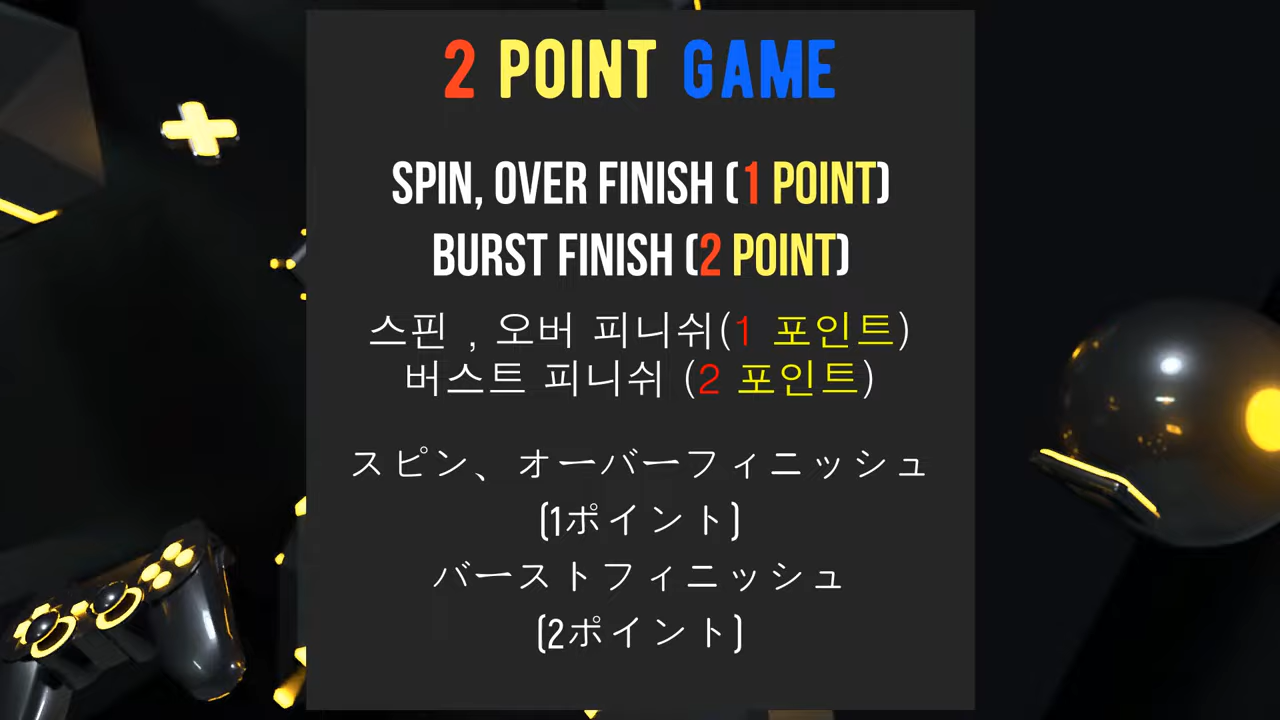 2 POINT GAME
SPIN, OVER FINISH (1 POINT)
BURST FINISH (2 POINT)
스핀 , 오버 피니쉬(1 포인트)
버스트 피니쉬 (2 포인트)
スピン、オーバーフィニッシュ
(1ポイント)
バーストフィニッシュ
(2ポイント)